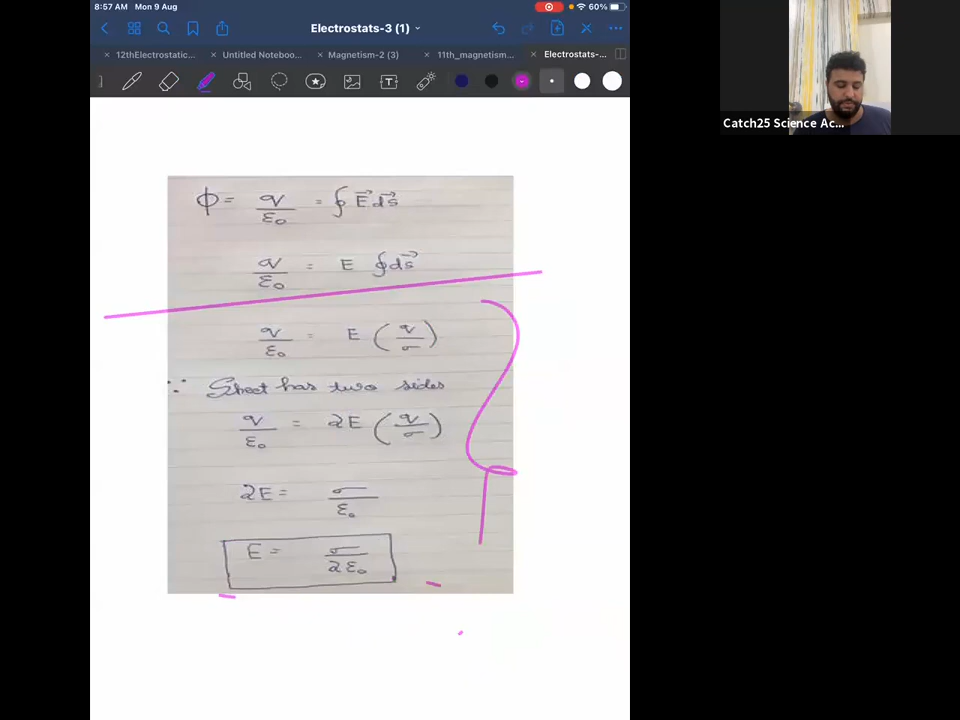 8:57 AM Mon 9 Aug
60%
Electrostats-3 (1)
12thElectrostatic...
Untitled Noteboo...
Magnetism-2 (3)
11th_magnetism...
Electrostats-...
Catch25 Science Ac...
ϕ = q/ε₀ = ∮ E⃗ ds⃗
q/ε₀ = E ∮ ds⃗
q/ε₀ = E (q/σ)
∵ Sheet has two sides
q/ε₀ = 2E (q/σ)
2E = σ/ε₀
E = σ/2ε₀